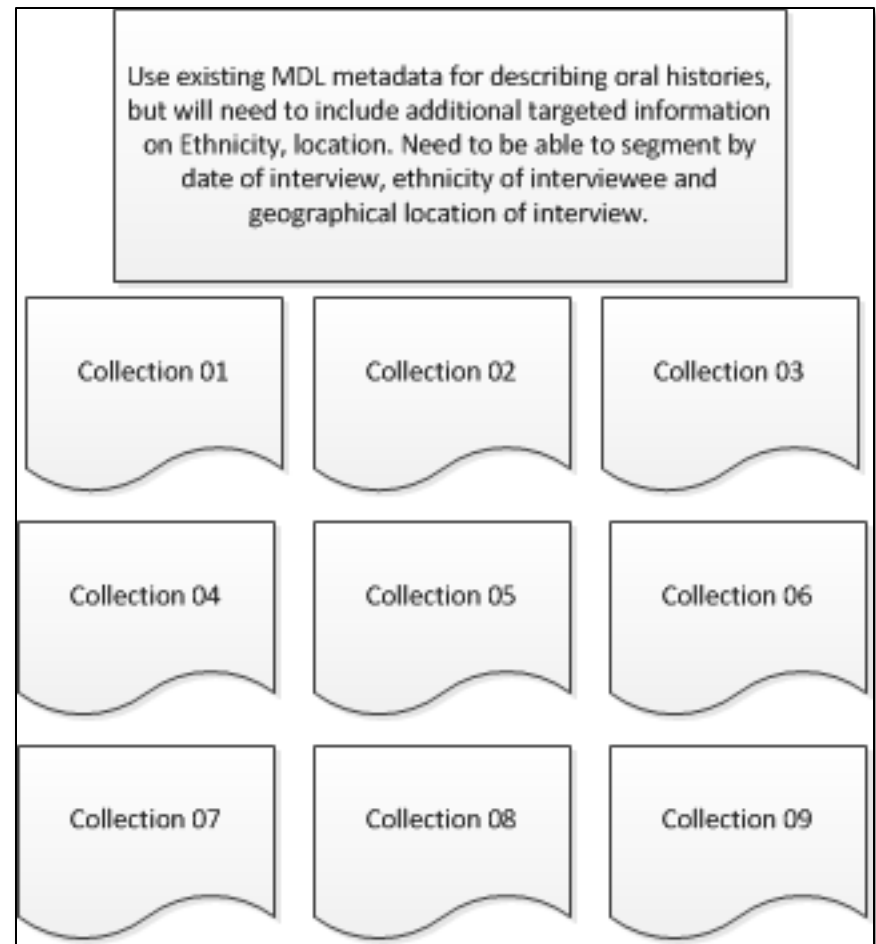 Use existing MDL metadata for describing oral histories,
but will need to include additional targeted information
on Ethnicity, location. Need to be able to segment by
date of interview, ethnicity of interviewee and
geographical location of interview.
Collection 01
Collection 02
Collection 03
Collection 04
Collection 05
Collection 06
Collection 07
Collection 08
Collection 09